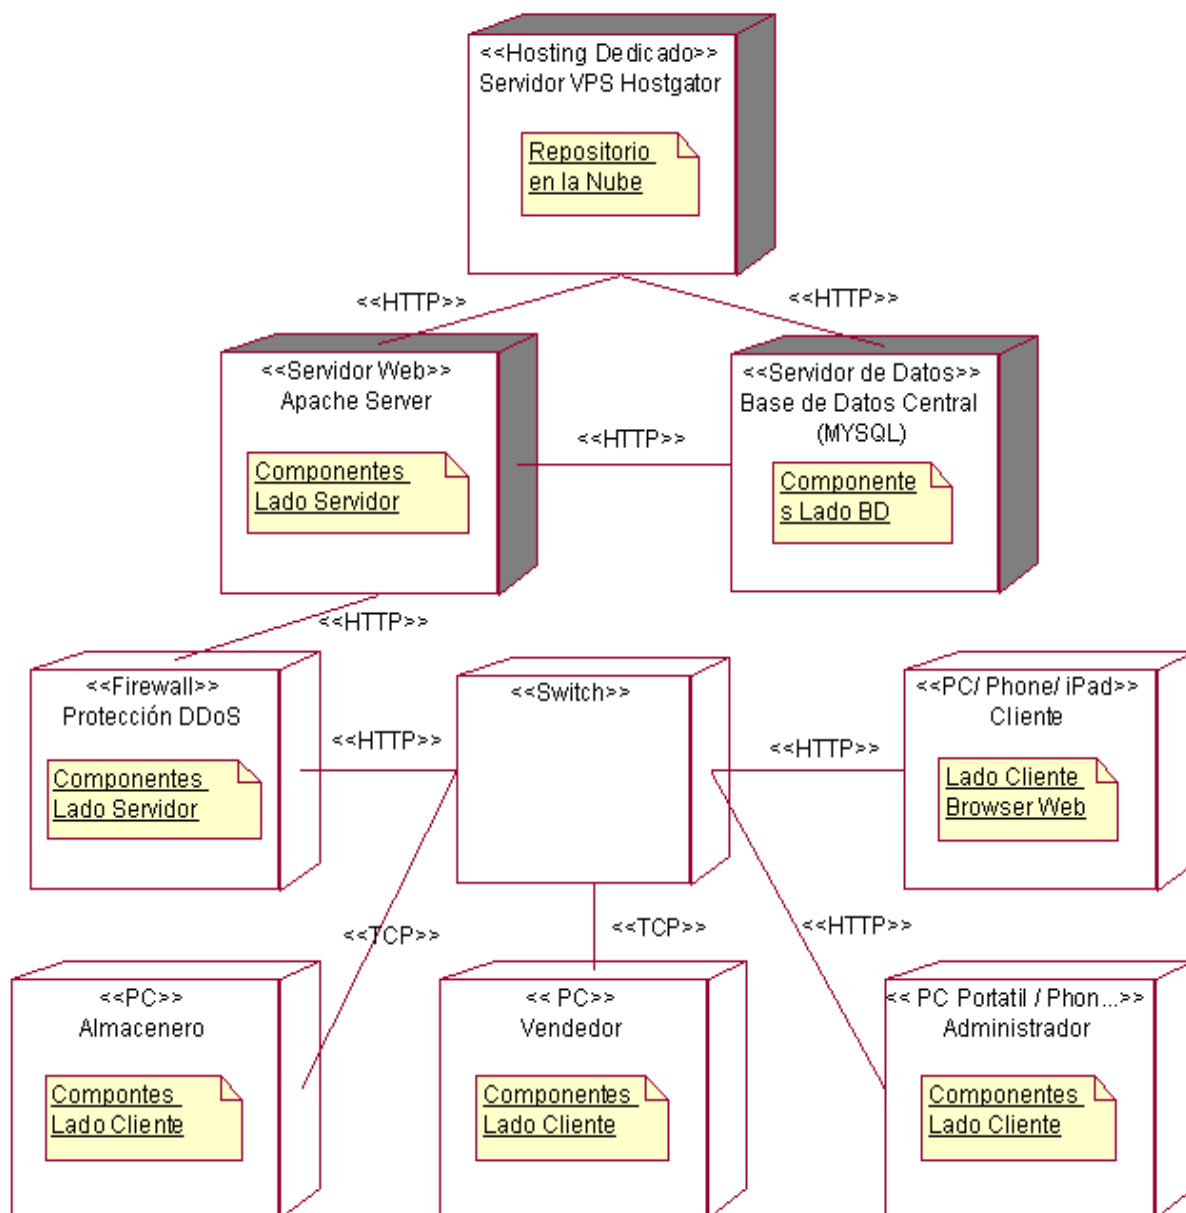 <<Hosting Dedicado>>
Servidor VPS Hostgator
Repositorio
en la Nube
<<HTTP>>
<<HTTP>>
<<Servidor Web>>
Apache Server
Componentes
Lado Servidor
<<HTTP>>
<<Servidor de Datos>>
Base de Datos Central
(MYSQL)
Componente
s Lado BD
<<HTTP>>
<<Firewall>>
Protección DDoS
Componentes
Lado Servidor
<<HTTP>>
<<Switch>>
<<HTTP>>
<<PC/ Phone/ iPad>>
Cliente
Lado Cliente
Browser Web
<<TCP>>
<<TCP>>
<<HTTP>>
<<PC>>
Almacenero
Compontes
Lado Cliente
<< PC>>
Vendedor
Componentes
Lado Cliente
<< PC Portatil / Phon...>>
Administrador
Componentes
Lado Cliente